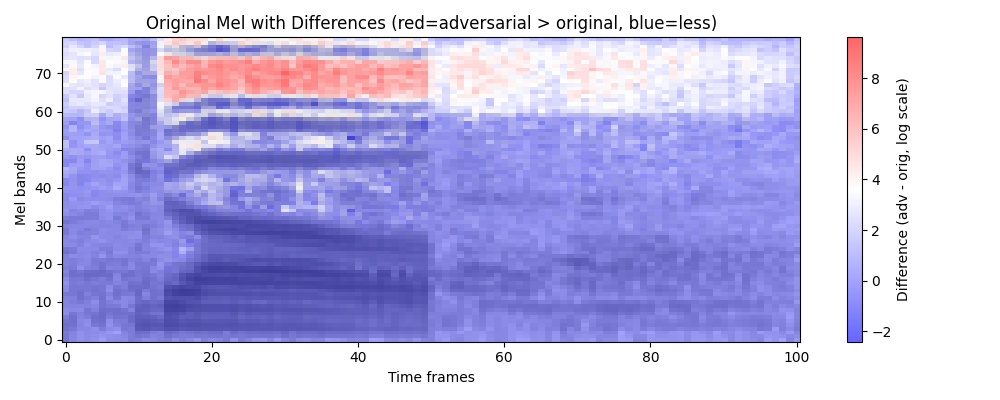 Original Mel with Differences (red=adversarial > original, blue=less)
Mel bands
70
60
50
40
30
20
10
0
0 20 40 60 80 100
Time frames
8
6
4
2
0
−2
Difference (adv - orig, log scale)